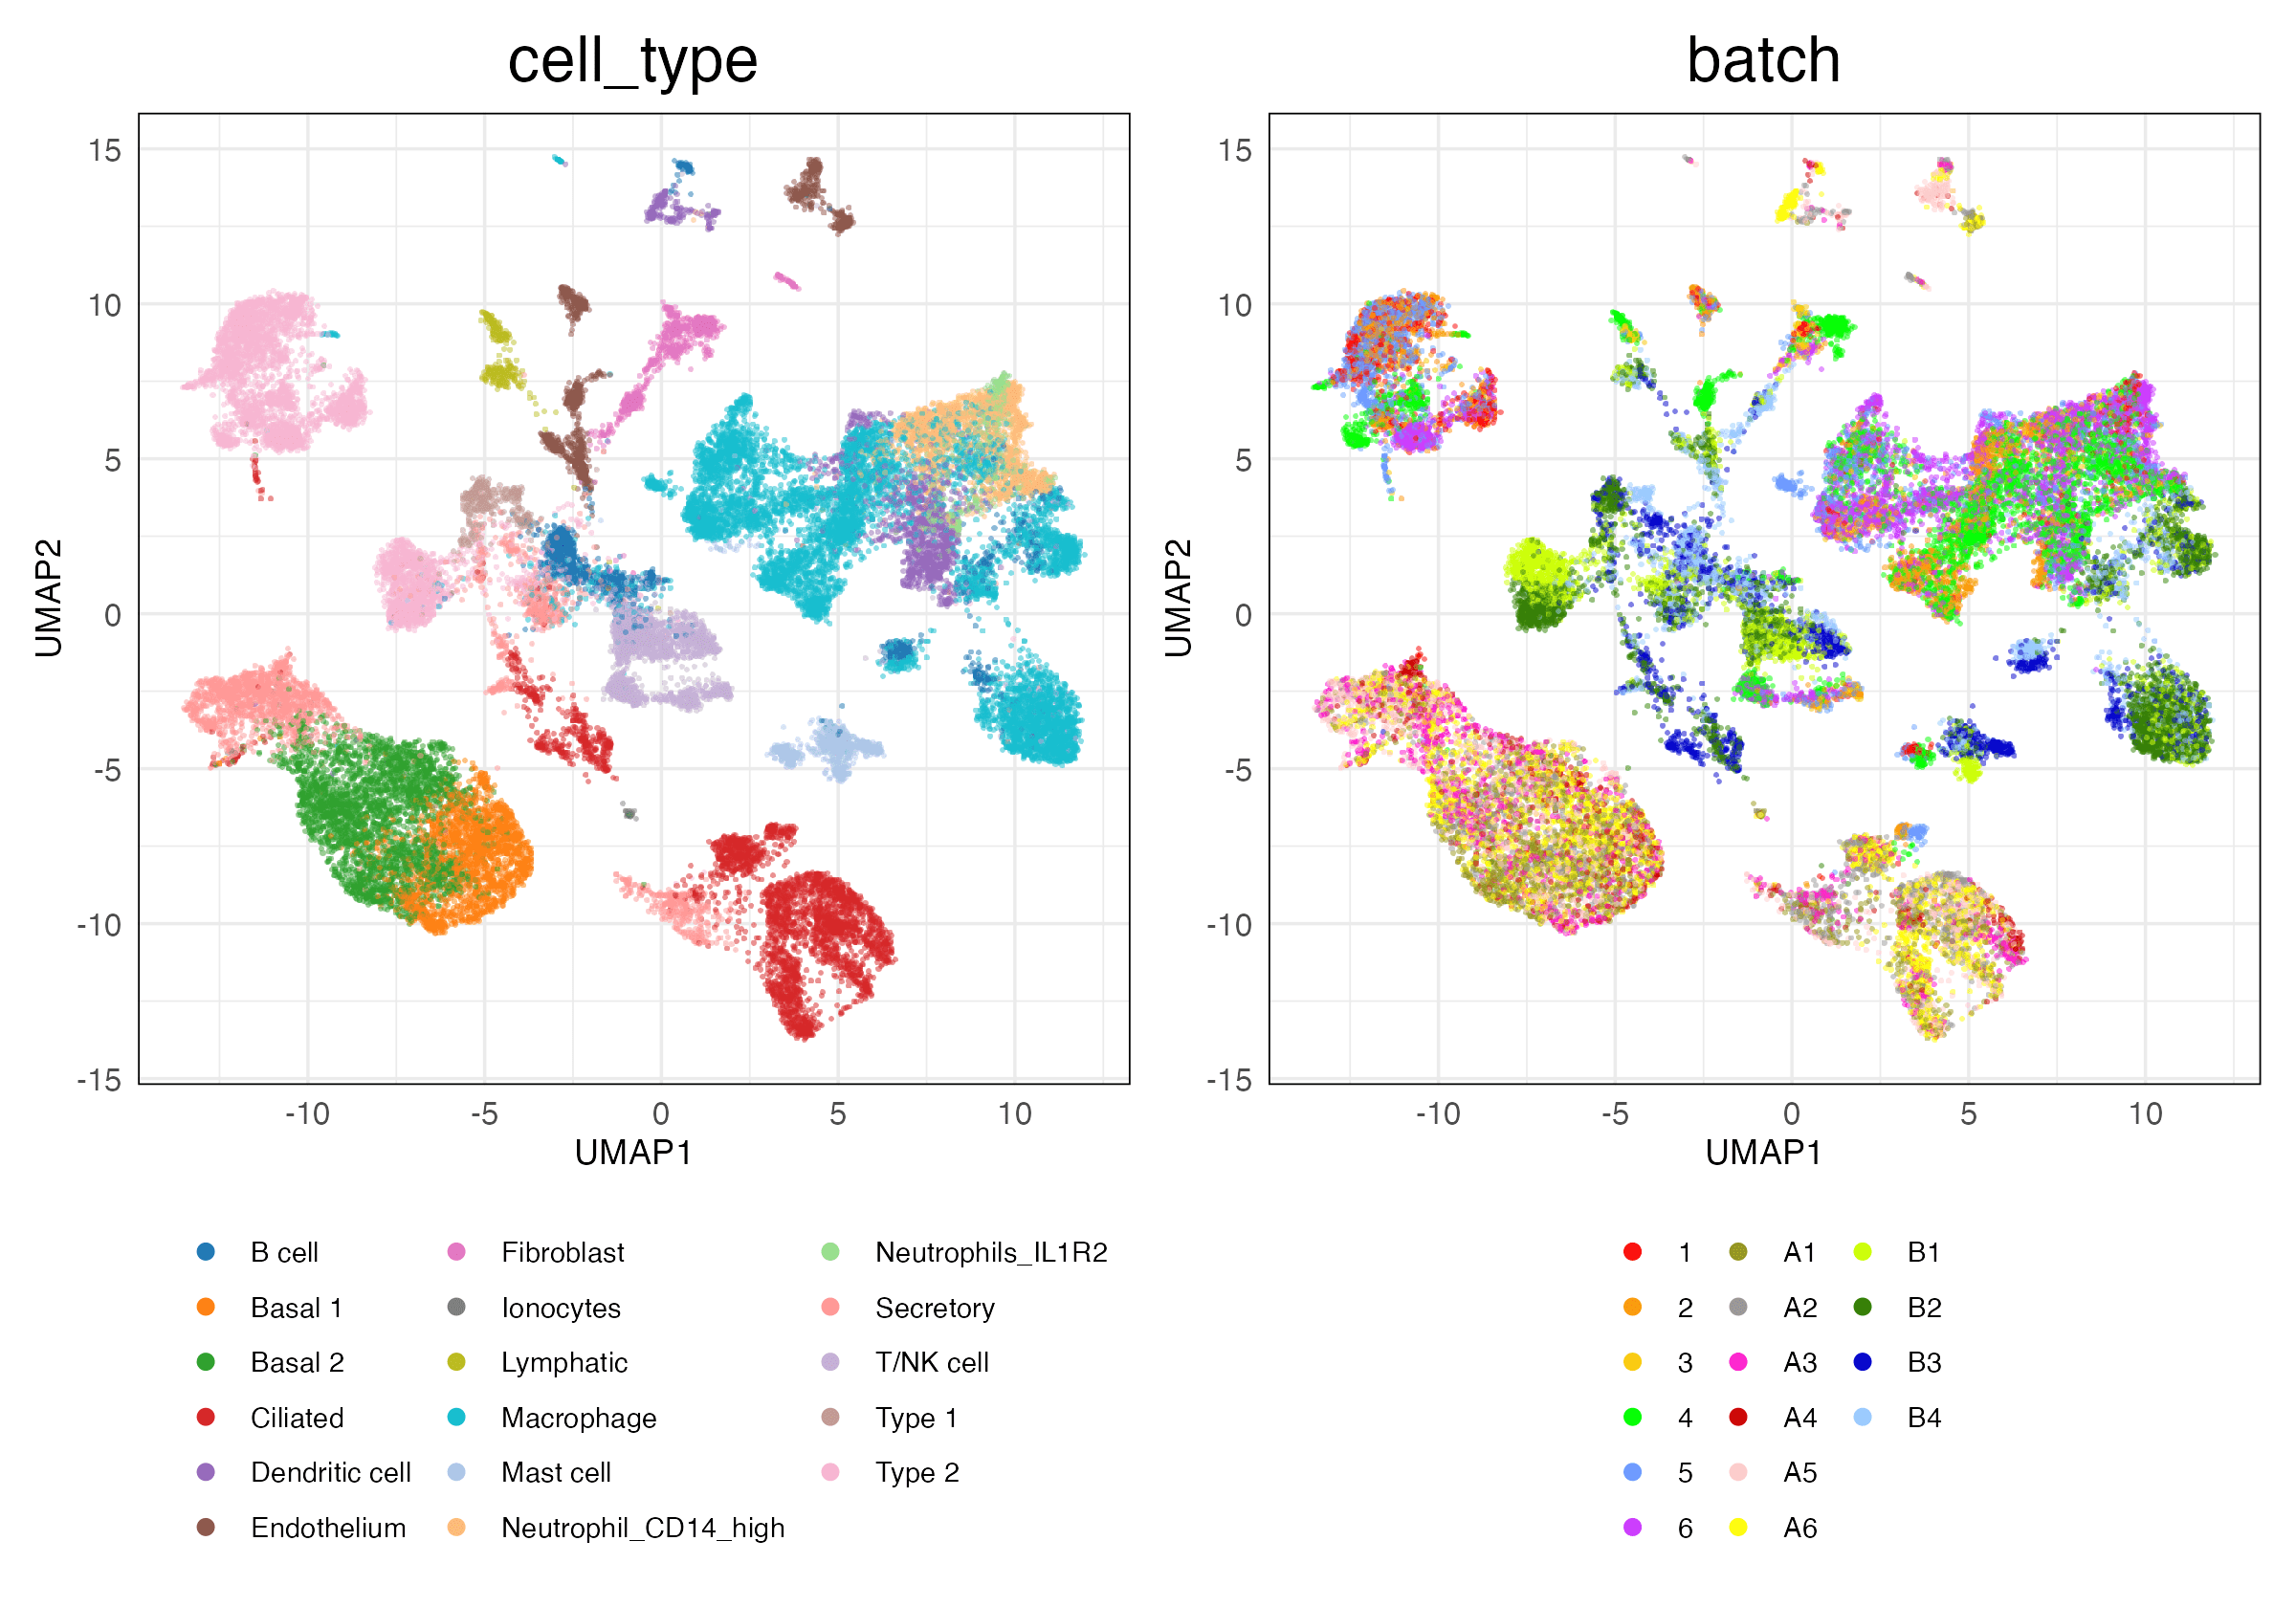 cell_type
batch
15
10
5
0
-5
-10
-15
UMAP2
-10 -5 0 5 10
UMAP1
15
10
5
0
-5
-10
-15
UMAP2
-10 -5 0 5 10
UMAP1
B cell Fibroblast Neutrophils_IL1R2
Basal 1 Ionocytes Secretory
Basal 2 Lymphatic T/NK cell
Ciliated Macrophage Type 1
Dendritic cell Mast cell Type 2
Endothelium Neutrophil_CD14_high
1 A1 B1
2 A2 B2
3 A3 B3
4 A4 B4
5 A5
6 A6